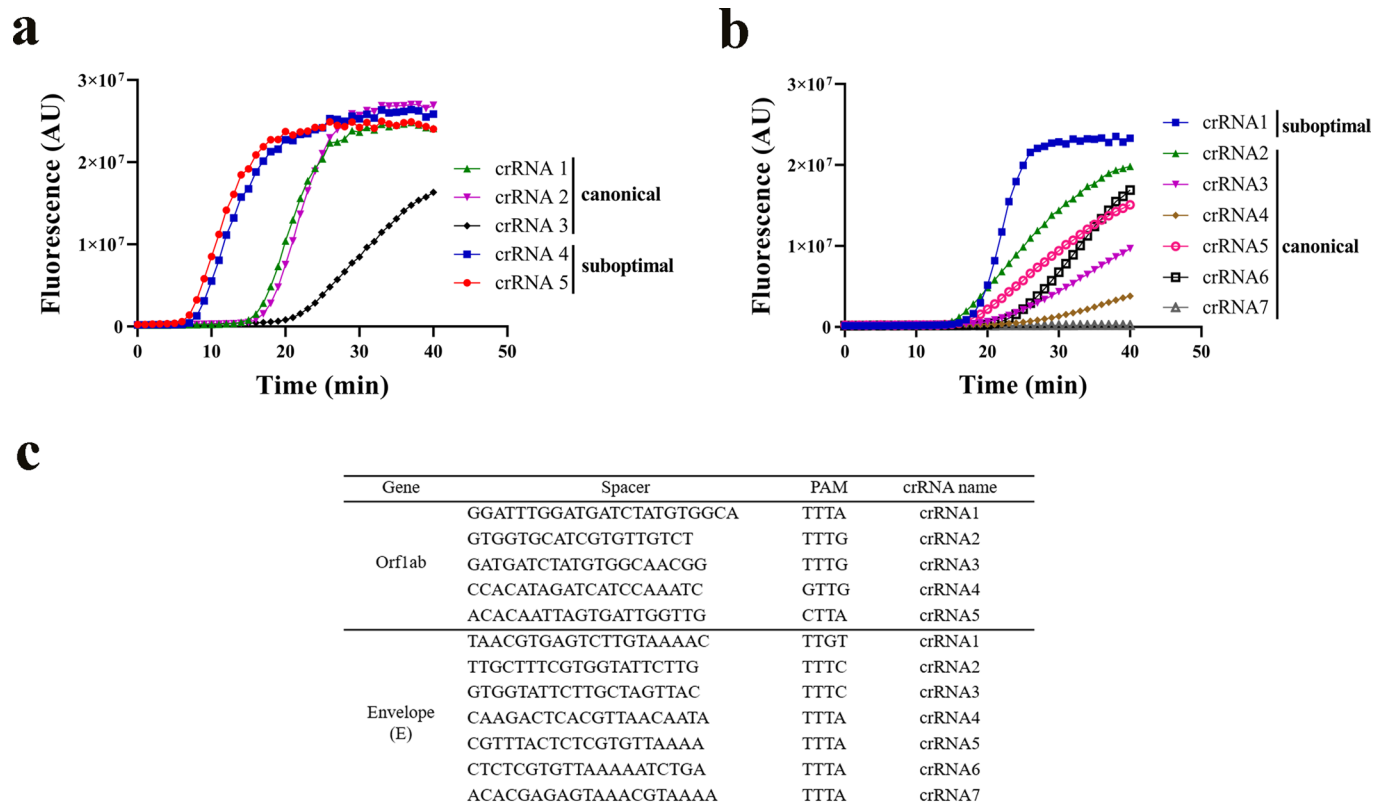 a
3×10⁷
2×10⁷
1×10⁷
0
Fluorescence (AU)
0 10 20 30 40 50
Time (min)
crRNA 1
crRNA 2
crRNA 3
canonical
crRNA 4
crRNA 5
suboptimal
b
3×10⁷
2×10⁷
1×10⁷
0
Fluorescence (AU)
0 10 20 30 40 50
Time (min)
crRNA1
suboptimal
crRNA2
crRNA3
crRNA4
crRNA5
crRNA6
crRNA7
canonical
c
Gene Spacer PAM crRNA name
Orf1ab
GGATTTGGATGATCTATGTGGCA TTTA crRNA1
GTGGTGCATCGTGTTGTCT TTTG crRNA2
GATGATCTATGTGGCAACGG TTTG crRNA3
CCACATAGATCATCCAAATC GTTG crRNA4
ACACAATTAGTGATTGGTTG CTTA crRNA5
Envelope
(E)
TAACGTGAGTCTTGTAAAAC TTGT crRNA1
TTGCTTTCGTGGTATTCTTG TTTC crRNA2
GTGGTATTCTTGCTAGTTAC TTTC crRNA3
CAAGACTCACGTTAACAATA TTTA crRNA4
CGTTTACTCTCGTGTTAAAA TTTA crRNA5
CTCTCGTGTTAAAAATCTGA TTTA crRNA6
ACACGAGAGTAAACGTAAAA TTTA crRNA7